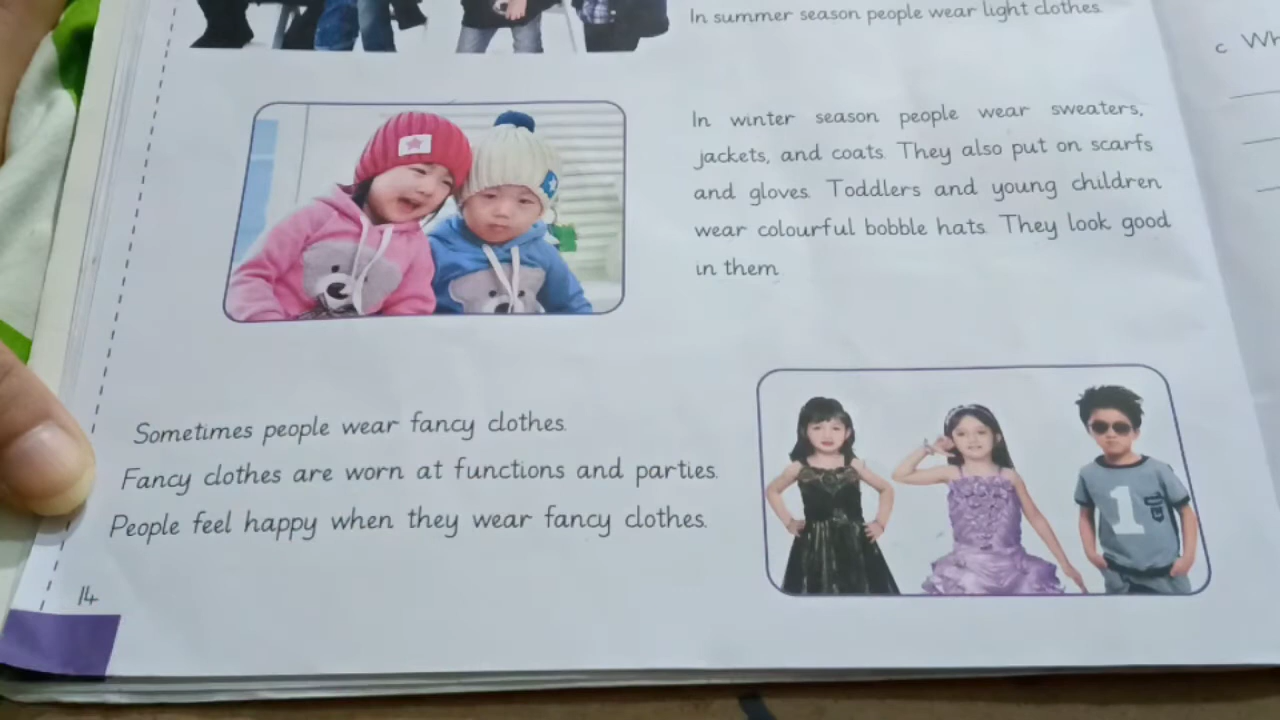 In summer season people wear light clothes.
c Wh
In winter season people wear sweaters,
jackets, and coats. They also put on scarfs
and gloves. Toddlers and young children
wear colourful bobble hats. They look good
in them.
Sometimes people wear fancy clothes.
Fancy clothes are worn at functions and parties.
People feel happy when they wear fancy clothes.
1
14